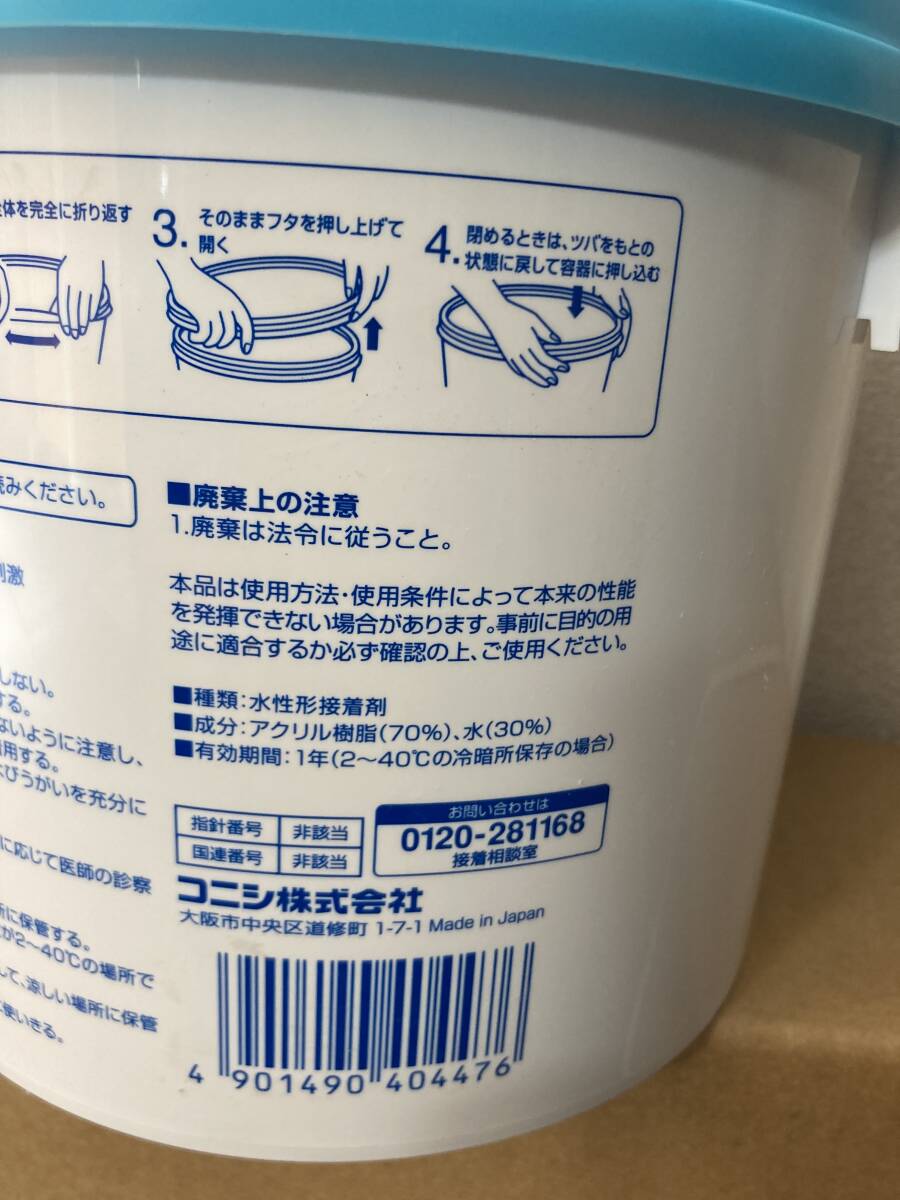 全体を完全に折り返す
3. そのままフタを押し上げて
開く
4. 閉めるときは、ツバをもとの
状態に戻して容器に押し込む
読みください。
刺激
しない。
する。
ないように注意し、
用する。
よびうがいを充分に
に応じて医師の診察
所に保管する。
が2〜40℃の場所で
して、涼しい場所に保管
に使いきる。
■廃棄上の注意
1.廃棄は法令に従うこと。
本品は使用方法・使用条件によって本来の性能
を発揮できない場合があります。事前に目的の用
途に適合するか必ず確認の上、ご使用ください。
■種類：水性形接着剤
■成分：アクリル樹脂(70%)、水(30%)
■有効期間：1年(2〜40℃の冷暗所保存の場合)
指針番号 非該当
国連番号 非該当
お問い合わせは
0120-281168
接着相談室
コニシ株式会社
大阪市中央区道修町 1-7-1 Made in Japan
4 901490 404476